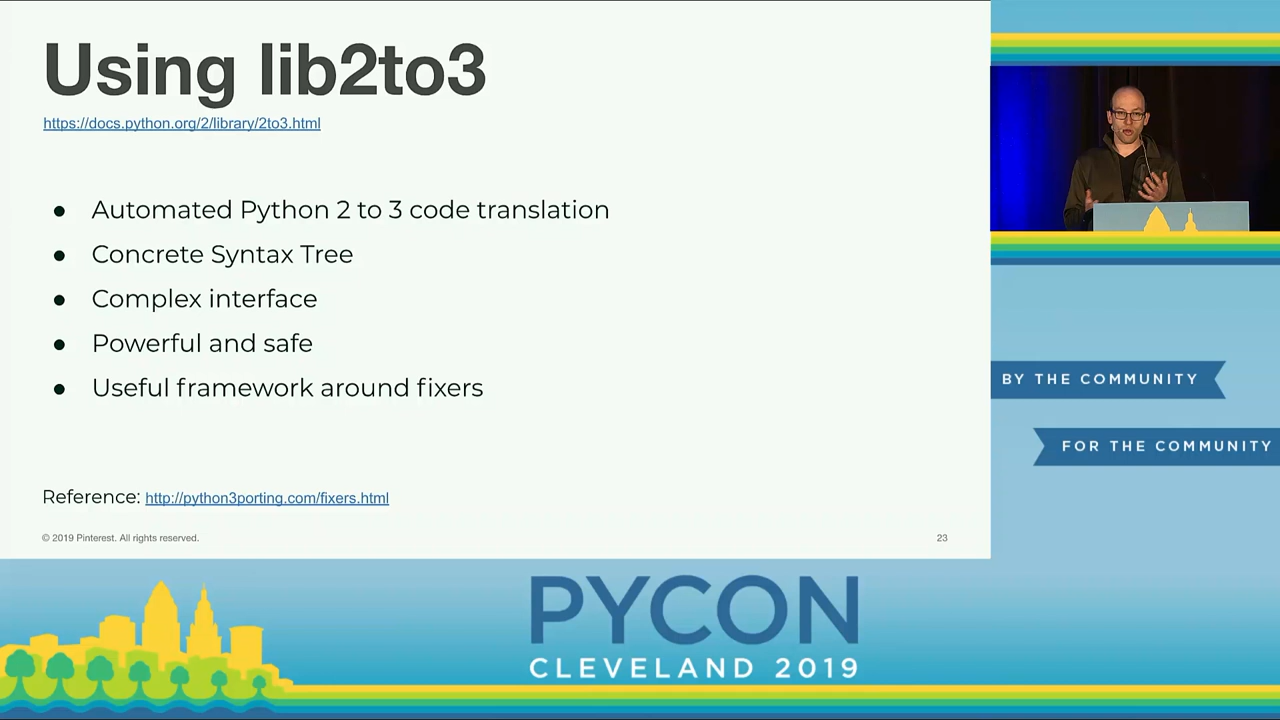 Using lib2to3
https://docs.python.org/2/library/2to3.html
● Automated Python 2 to 3 code translation
● Concrete Syntax Tree
● Complex interface
● Powerful and safe
● Useful framework around fixers
Reference: http://python3porting.com/fixers.html
© 2019 Pinterest. All rights reserved.
23
BY THE COMMUNITY
FOR THE COMMUNITY
PYCON
CLEVELAND 2019